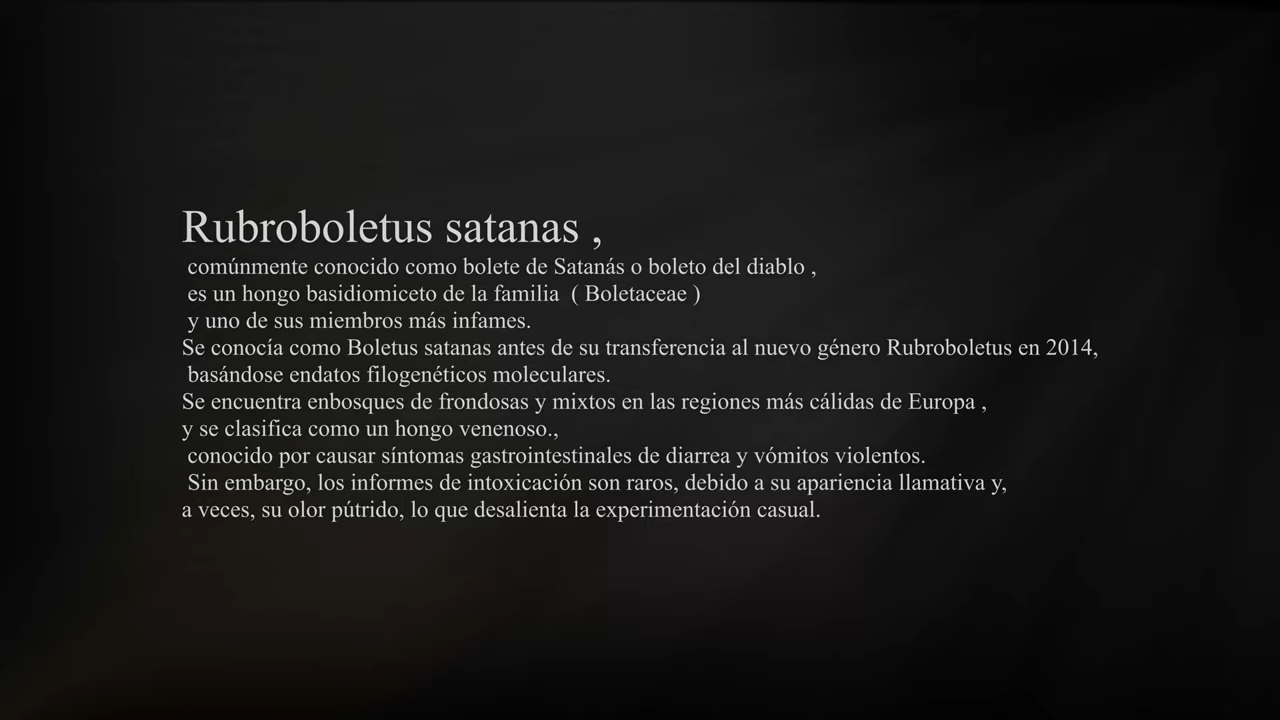 Rubroboletus satanas ,
comúnmente conocido como bolete de Satanás o boleto del diablo ,
es un hongo basidiomiceto de la familia ( Boletaceae )
y uno de sus miembros más infames.
Se conocía como Boletus satanas antes de su transferencia al nuevo género Rubroboletus en 2014,
basándose endatos filogenéticos moleculares.
Se encuentra enbosques de frondosas y mixtos en las regiones más cálidas de Europa ,
y se clasifica como un hongo venenoso.,
conocido por causar síntomas gastrointestinales de diarrea y vómitos violentos.
Sin embargo, los informes de intoxicación son raros, debido a su apariencia llamativa y,
a veces, su olor pútrido, lo que desalienta la experimentación casual.